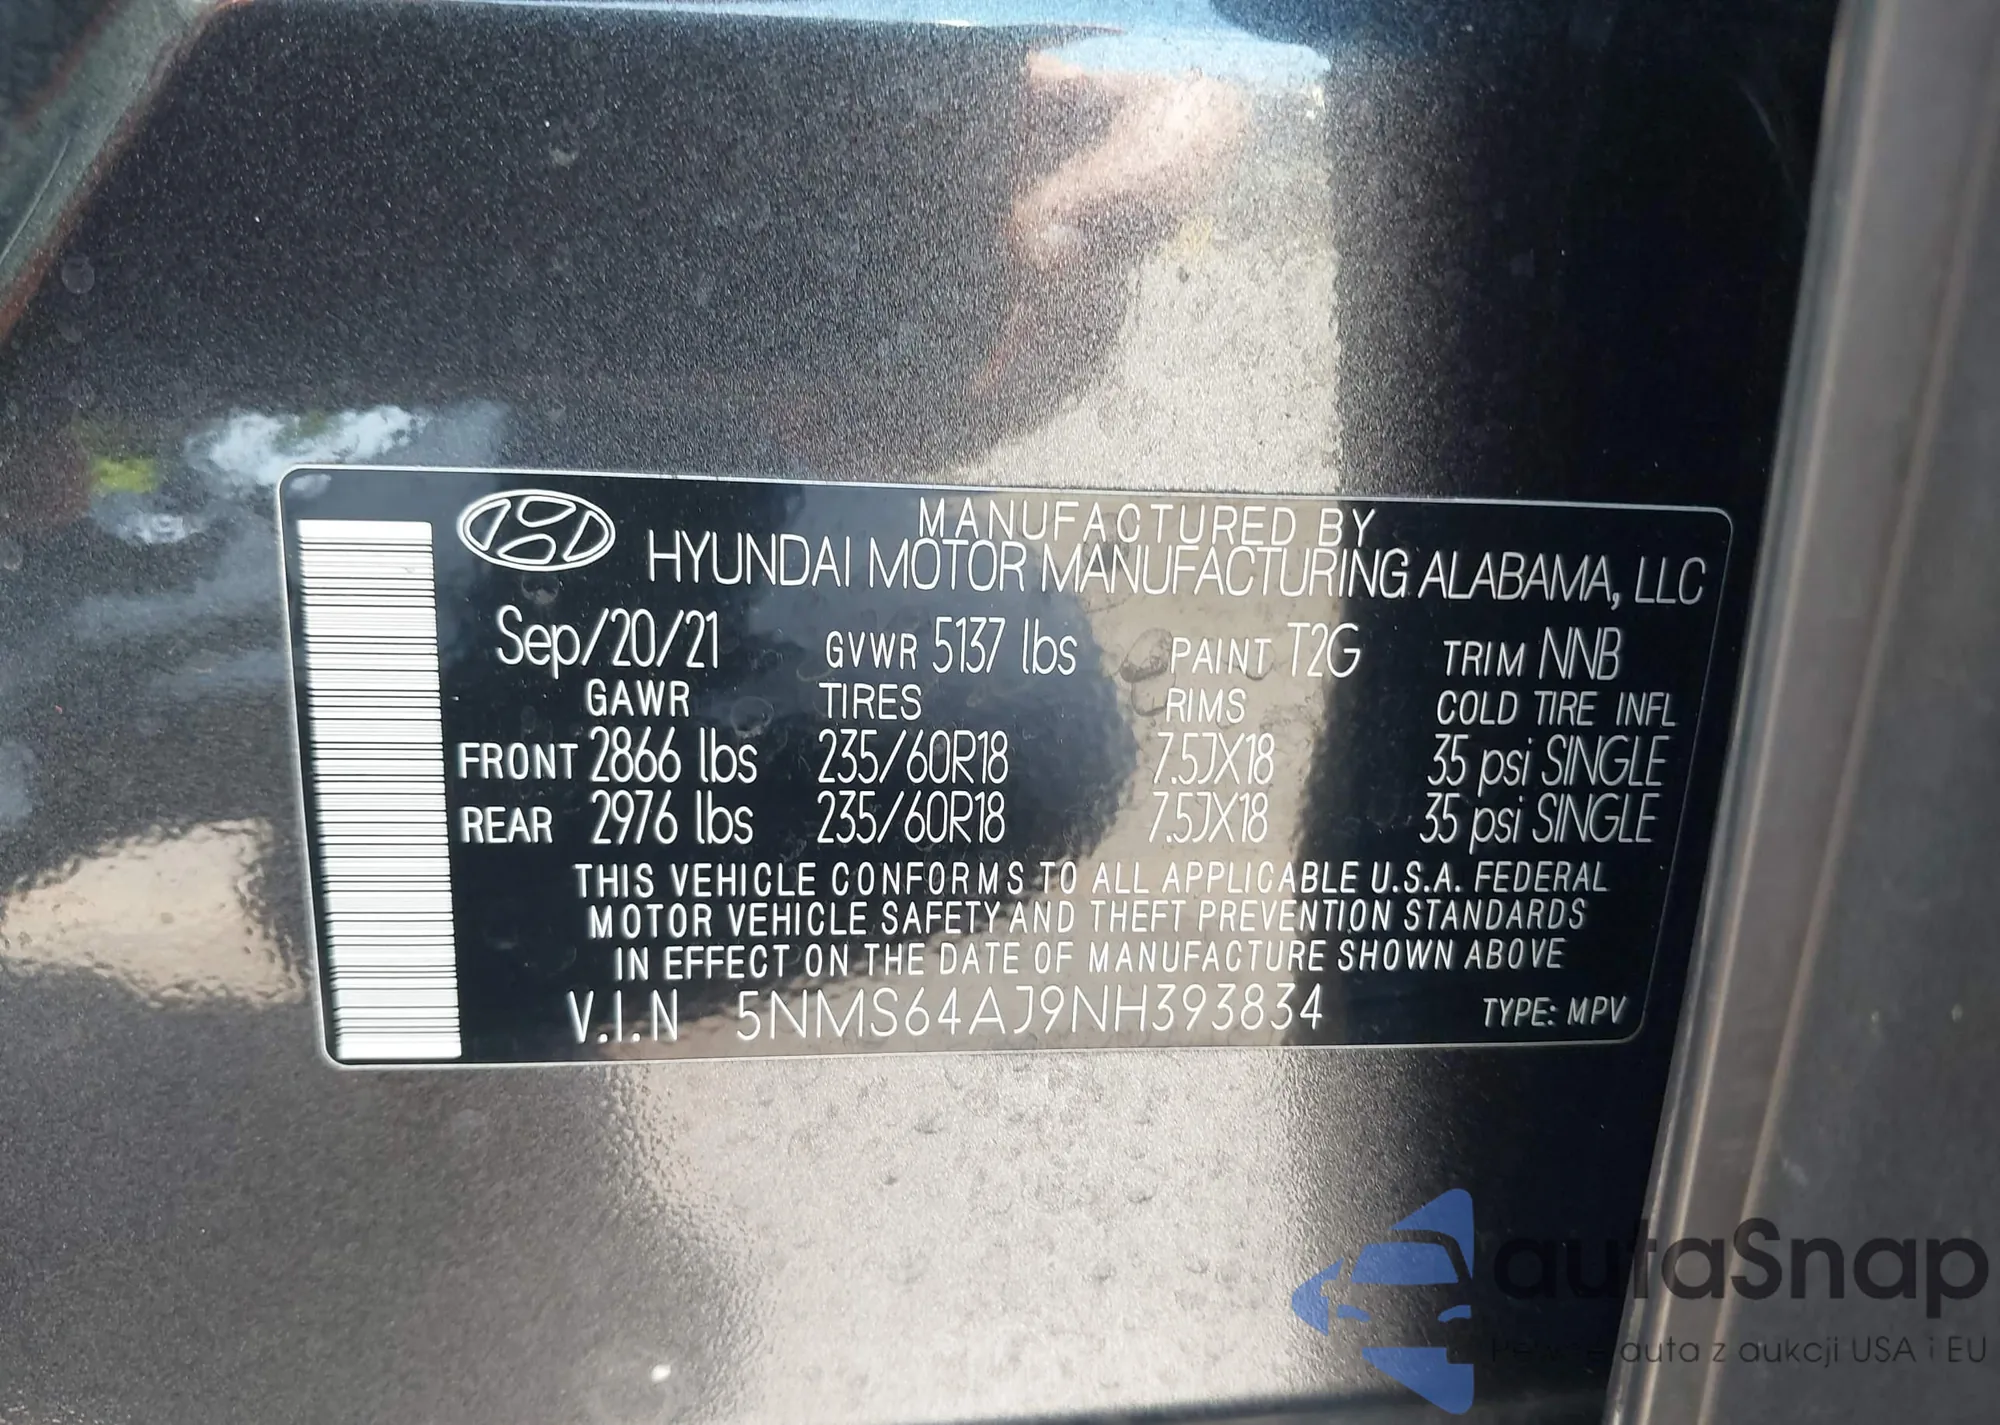 MANUFACTURED BY
HYUNDAI MOTOR MANUFACTURING ALABAMA, LLC
Sep/20/21 GVWR 5137 lbs PAINT T2G TRIM NNB
GAWR TIRES RIMS COLD TIRE INFL
FRONT 2866 lbs 235/60R18 7.5JX18 35 psi SINGLE
REAR 2976 lbs 235/60R18 7.5JX18 35 psi SINGLE
THIS VEHICLE CONFORMS TO ALL APPLICABLE U.S.A. FEDERAL
MOTOR VEHICLE SAFETY AND THEFT PREVENTION STANDARDS
IN EFFECT ON THE DATE OF MANUFACTURE SHOWN ABOVE
V.I.N 5NMS64AJ9NH393834 TYPE: MPV
autaSnap
auta z aukcji USA i EU